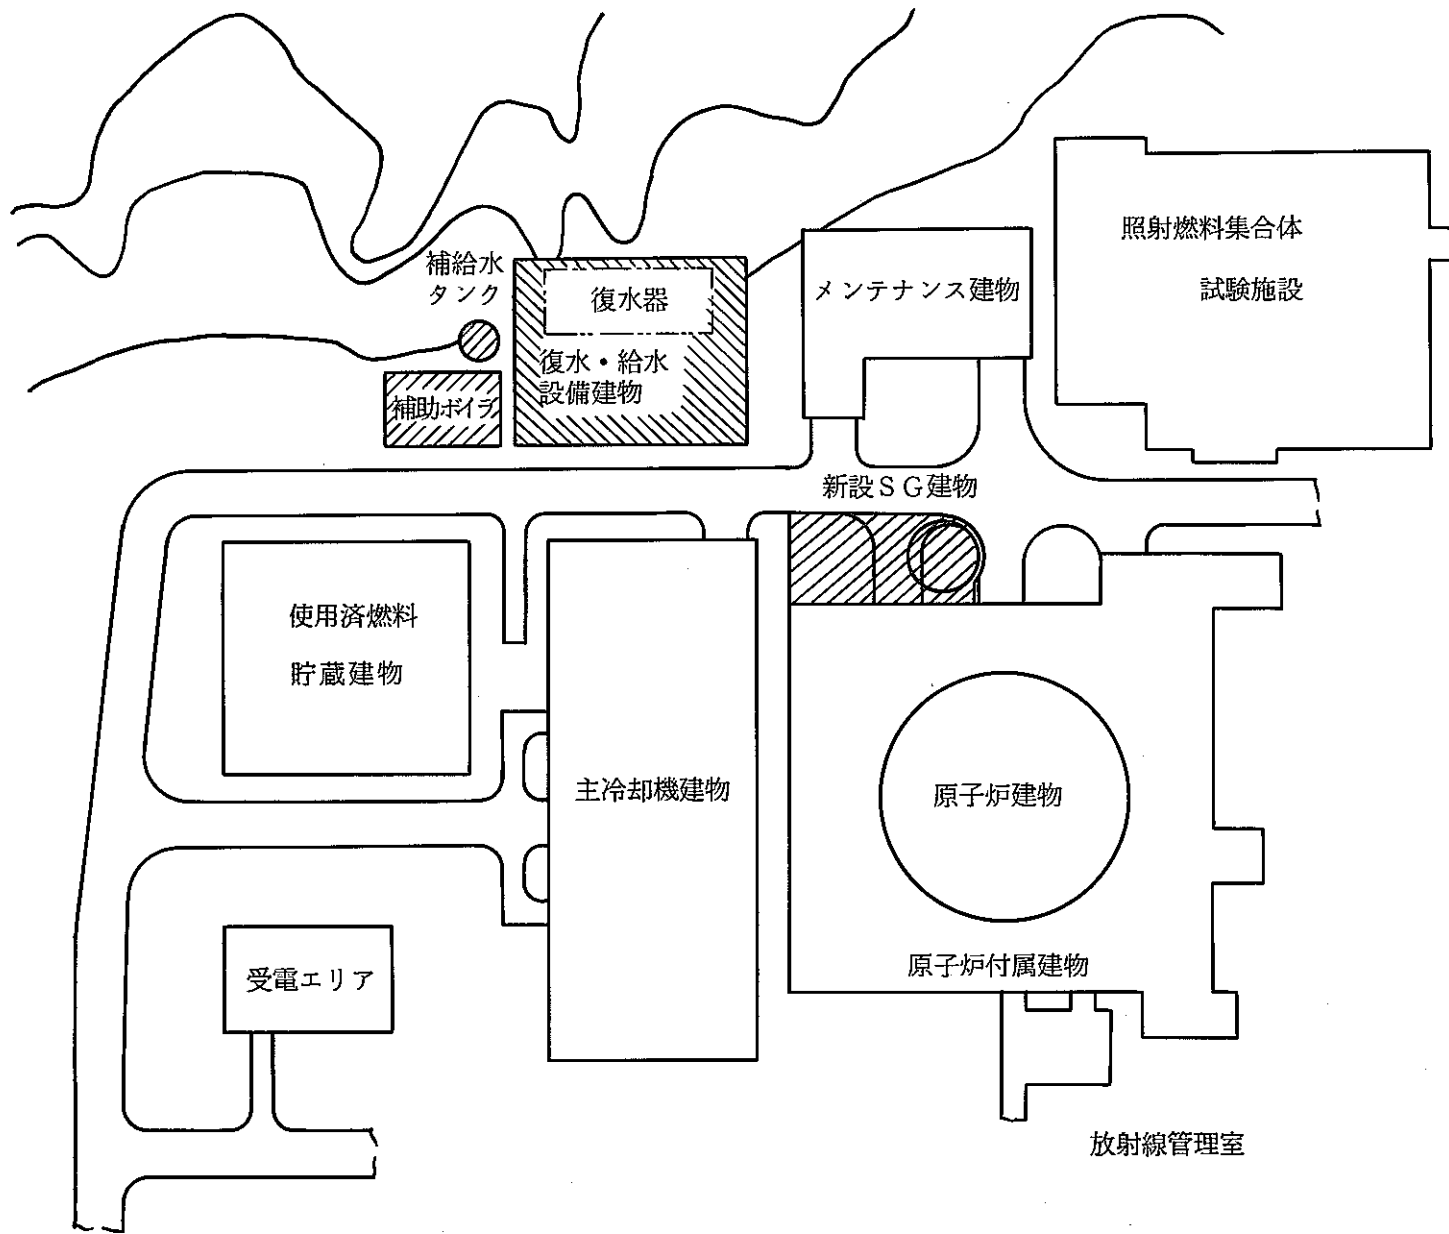 照射燃料集合体
試験施設
補給水
タンク
復水器
メンテナンス建物
復水・給水
設備建物
補助ボイラ
新設SG建物
使用済燃料
貯蔵建物
主冷却機建物
原子炉建物
受電エリア
原子炉付属建物
放射線管理室